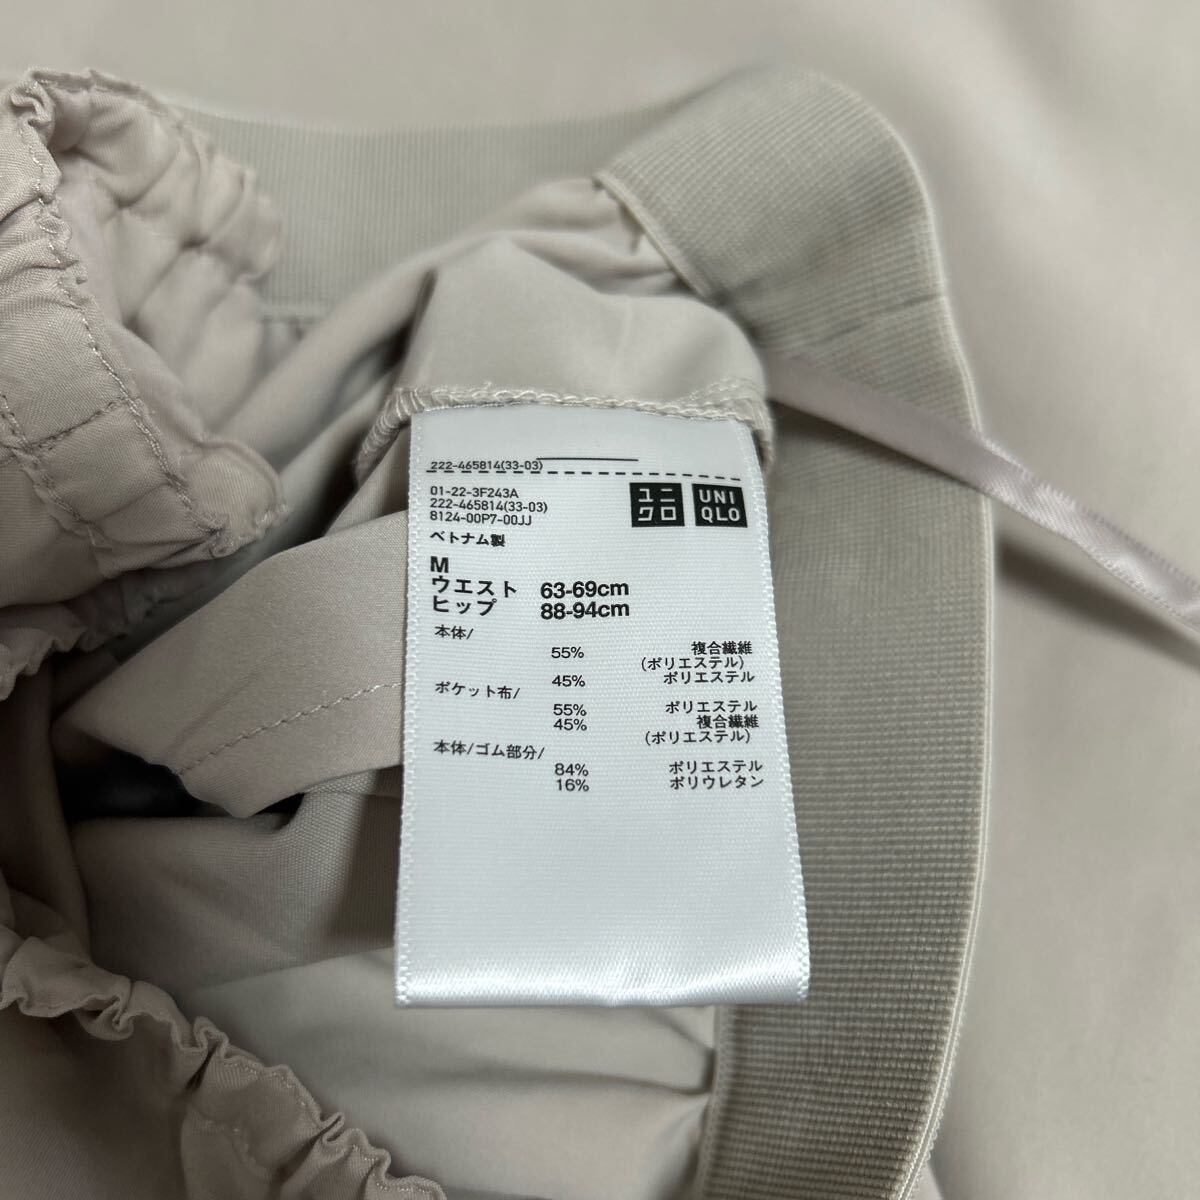 222-465814(33-03)
01-22-3F243A
222-465814(33-03)
8124-00P7-00JJ
ユニ
クロ
UNI
QLO
ベトナム製
M
ウエスト 63-69cm
ヒップ 88-94cm
本体/
55% 複合繊維
(ポリエステル)
45% ポリエステル
ポケット布/
55% ポリエステル
45% 複合繊維
(ポリエステル)
本体/ゴム部分/
84% ポリエステル
16% ポリウレタン